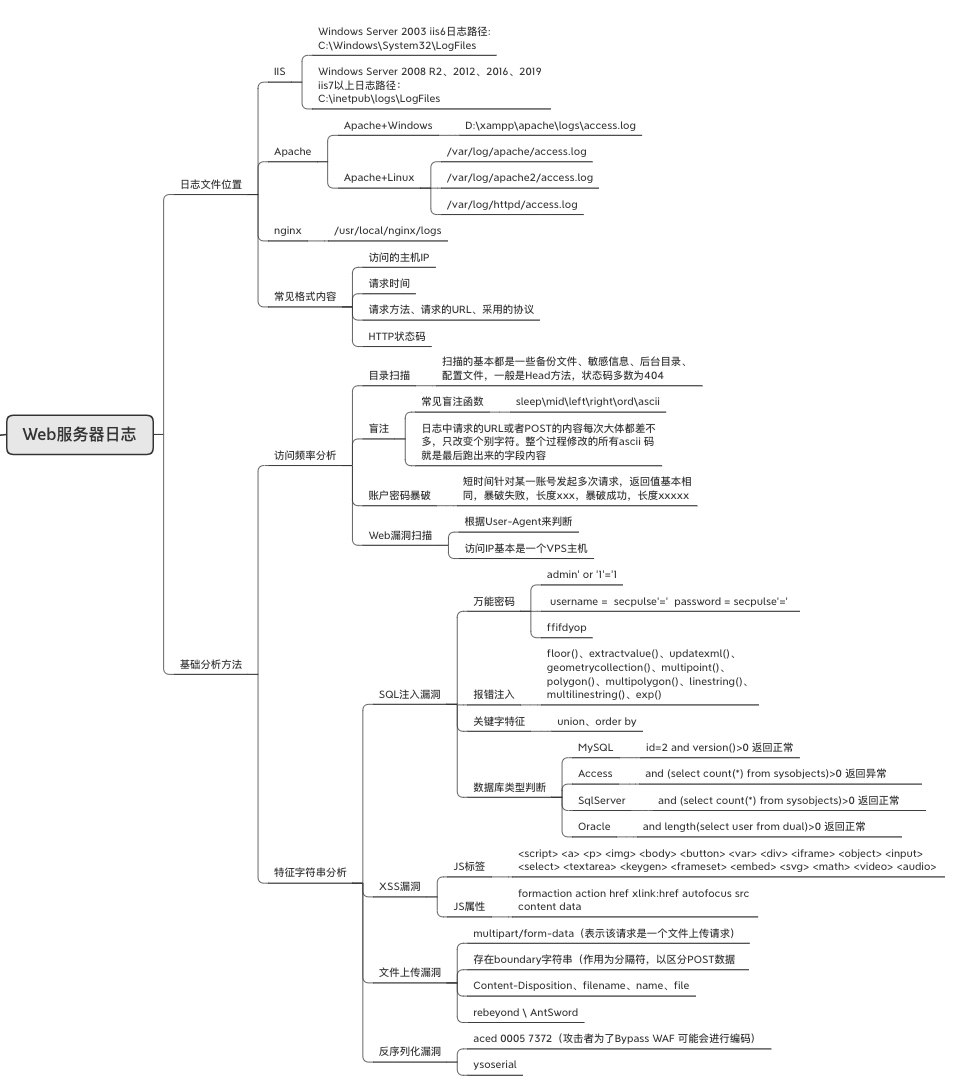 Web服务器日志
日志文件位置
IIS
Windows Server 2003 iis6日志路径:
C:\Windows\System32\LogFiles
Windows Server 2008 R2、2012、2016、2019
iis7以上日志路径：
C:\inetpub\logs\LogFiles
Apache
Apache+Windows
D:\xampp\apache\logs\access.log
Apache+Linux
/var/log/apache/access.log
/var/log/apache2/access.log
/var/log/httpd/access.log
nginx
/usr/local/nginx/logs
常见格式内容
访问的主机IP
请求时间
请求方法、请求的URL、采用的协议
HTTP状态码
基础分析方法
访问频率分析
目录扫描
扫描的基本都是一些备份文件、敏感信息、后台目录、
配置文件，一般是Head方法，状态码多数为404
盲注
常见盲注函数
sleep\mid\left\right\ord\ascii
日志中请求的URL或者POST的内容每次大体都差不
多，只改变个别字符。整个过程修改的所有ascii 码
就是最后跑出来的字段内容
账户密码暴破
短时间针对某一账号发起多次请求，返回值基本相
同，暴破失败，长度xxx，暴破成功，长度xxxxx
Web漏洞扫描
根据User-Agent来判断
访问IP基本是一个VPS主机
特征字符串分析
SQL注入漏洞
万能密码
admin' or '1'='1
username = secpulse'=' password = secpulse'='
ffifdyop
报错注入
floor()、extractvalue()、updatexml()、
geometrycollection()、multipoint()、
polygon()、multipolygon()、linestring()、
multilinestring()、exp()
关键字特征
union、order by
数据库类型判断
MySQL
id=2 and version()>0 返回正常
Access
and (select count(*) from sysobjects)>0 返回异常
SqlServer
and (select count(*) from sysobjects)>0 返回正常
Oracle
and length(select user from dual)>0 返回正常
XSS漏洞
JS标签
<script> <a> <p> <img> <body> <button> <var> <div> <iframe> <object> <input>
<select> <textarea> <keygen> <frameset> <embed> <svg> <math> <video> <audio>
JS属性
formaction action href xlink:href autofocus src
content data
文件上传漏洞
multipart/form-data（表示该请求是一个文件上传请求）
存在boundary字符串（作用为分隔符，以区分POST数据
Content-Disposition、filename、name、file
rebeyond \ AntSword
反序列化漏洞
aced 0005 7372（攻击者为了Bypass WAF 可能会进行编码）
ysoserial